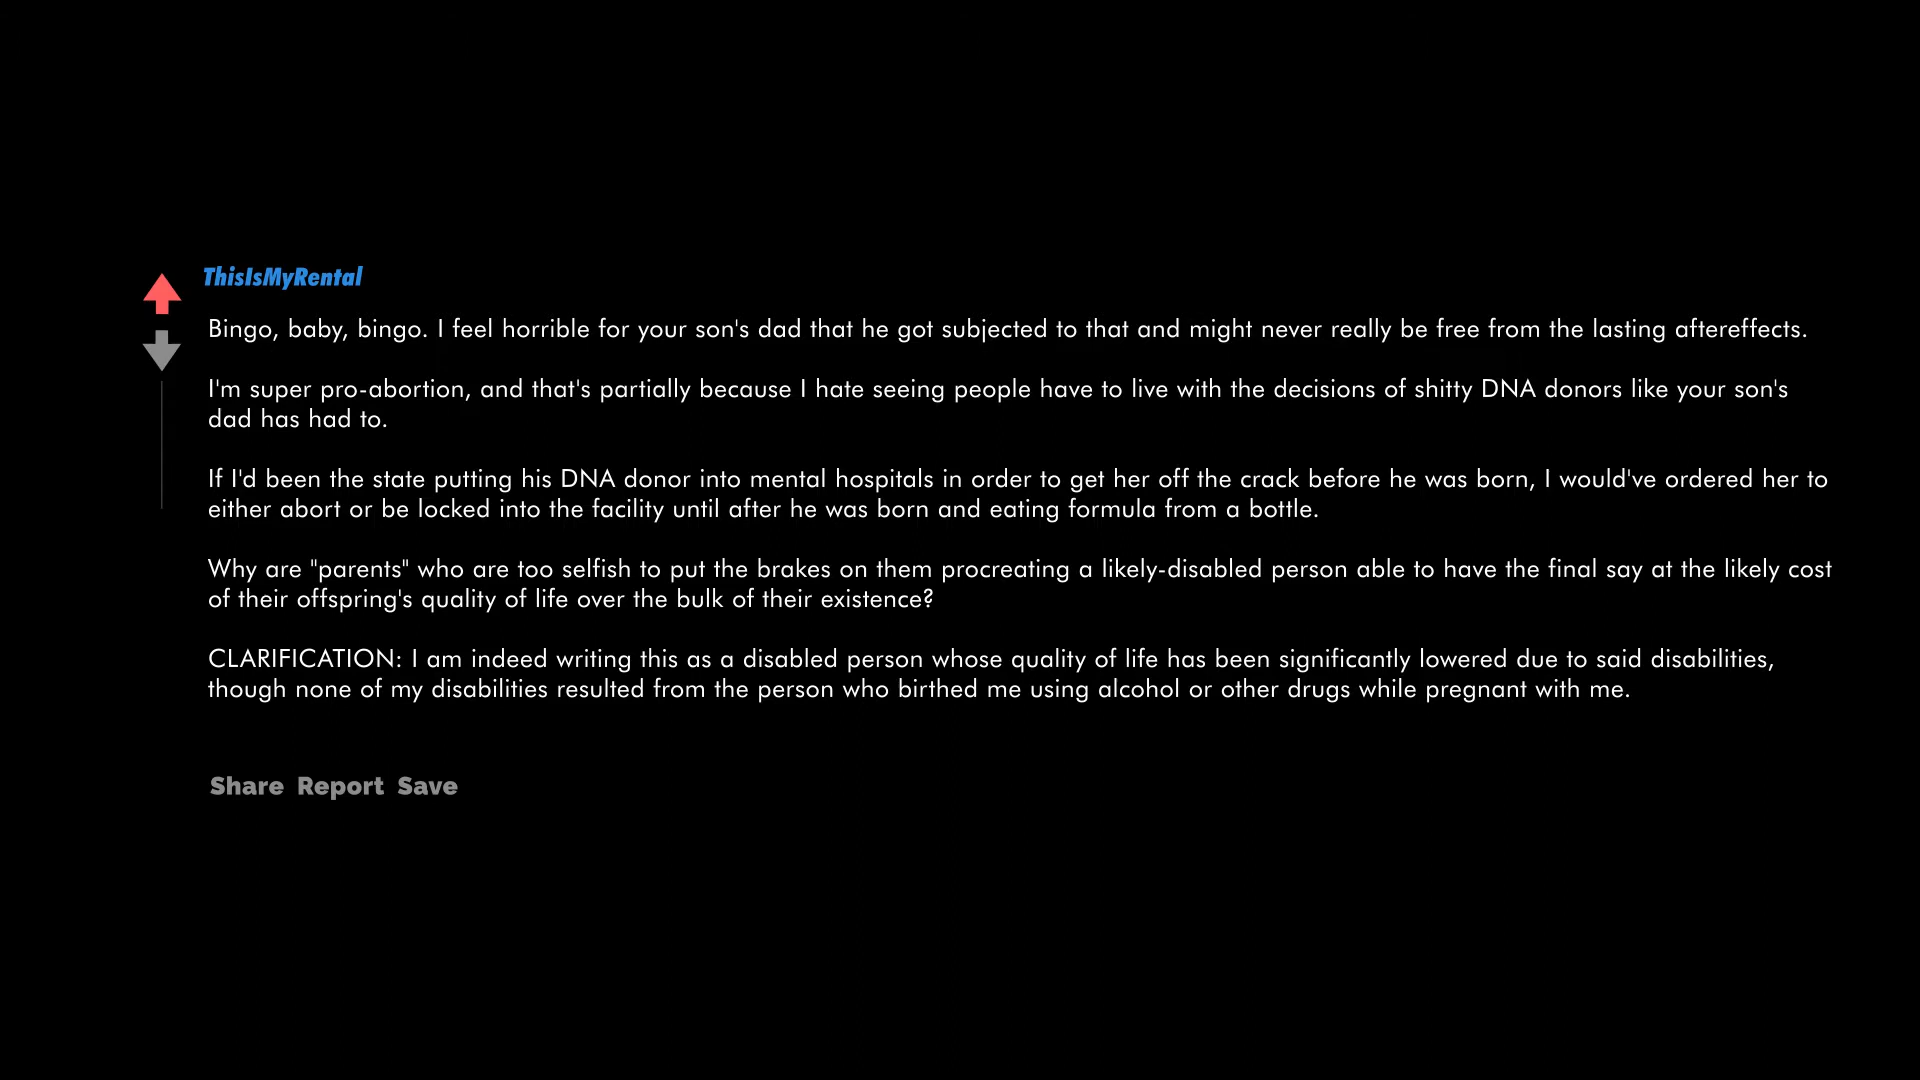 ThisIsMyRental
Bingo, baby, bingo. I feel horrible for your son's dad that he got subjected to that and might never really be free from the lasting aftereffects.
I'm super pro-abortion, and that's partially because I hate seeing people have to live with the decisions of shitty DNA donors like your son's
dad has had to.
If I'd been the state putting his DNA donor into mental hospitals in order to get her off the crack before he was born, I would've ordered her to
either abort or be locked into the facility until after he was born and eating formula from a bottle.
Why are "parents" who are too selfish to put the brakes on them procreating a likely-disabled person able to have the final say at the likely cost
of their offspring's quality of life over the bulk of their existence?
CLARIFICATION: I am indeed writing this as a disabled person whose quality of life has been significantly lowered due to said disabilities,
though none of my disabilities resulted from the person who birthed me using alcohol or other drugs while pregnant with me.
Share Report Save